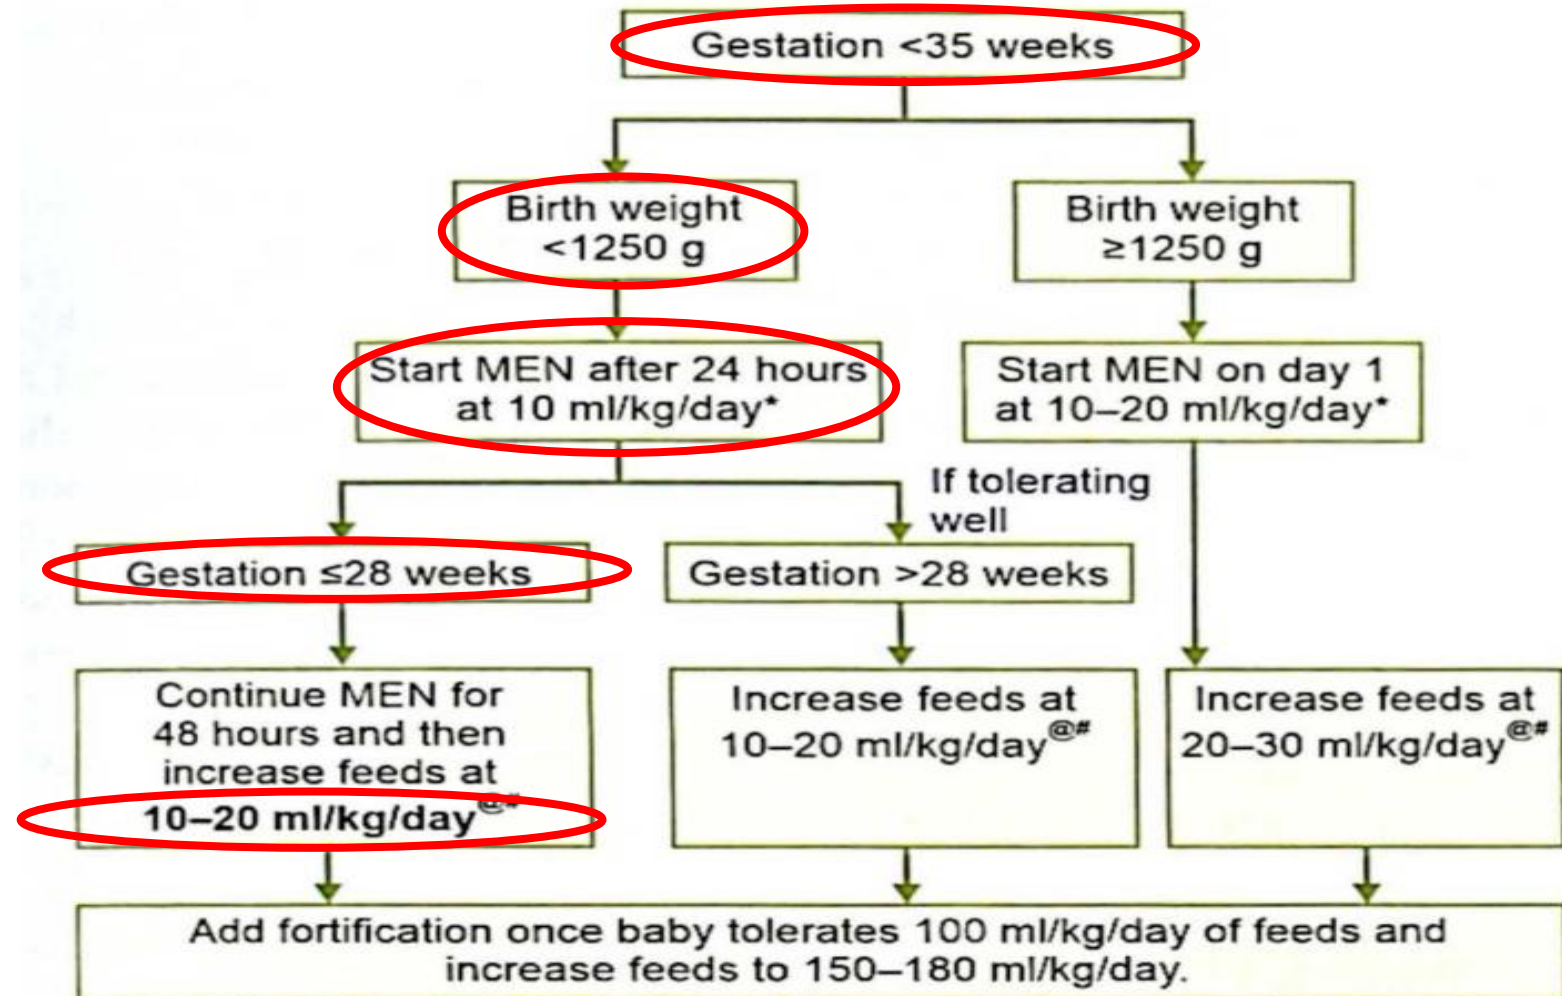 Gestation <35 weeks
Birth weight
<1250 g
Birth weight
≥1250 g
Start MEN after 24 hours
at 10 ml/kg/day*
Start MEN on day 1
at 10–20 ml/kg/day*
If tolerating
well
Gestation ≤28 weeks
Gestation >28 weeks
Continue MEN for
48 hours and then
increase feeds at
10–20 ml/kg/day@#
Increase feeds at
10–20 ml/kg/day@#
Increase feeds at
20–30 ml/kg/day@#
Add fortification once baby tolerates 100 ml/kg/day of feeds and
increase feeds to 150–180 ml/kg/day.